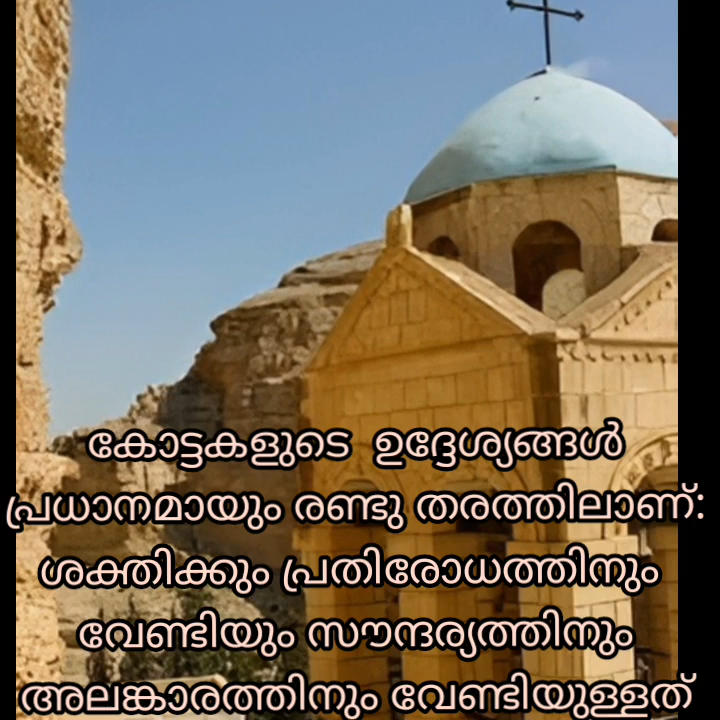 കോട്ടകളുടെ ഉദ്ദേശ്യങ്ങൾ
പ്രധാനമായും രണ്ടു തരത്തിലാണ്:
ശക്തിക്കും പ്രതിരോധത്തിനും
വേണ്ടിയും സൗന്ദര്യത്തിനും
അലങ്കാരത്തിനും വേണ്ടിയുള്ളത്